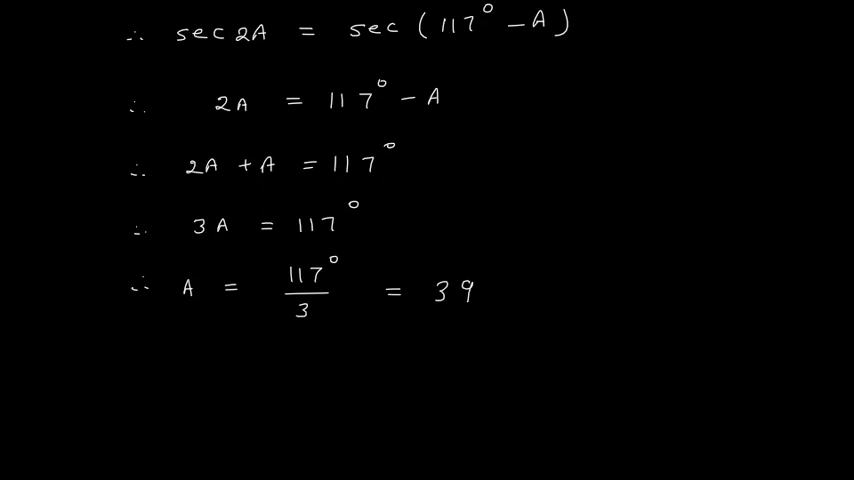 ∴ sec 2A = sec (117° - A)
∴ 2A = 117° - A
∴ 2A + A = 117°
∴ 3A = 117°
∴ A = 117°/3 = 39